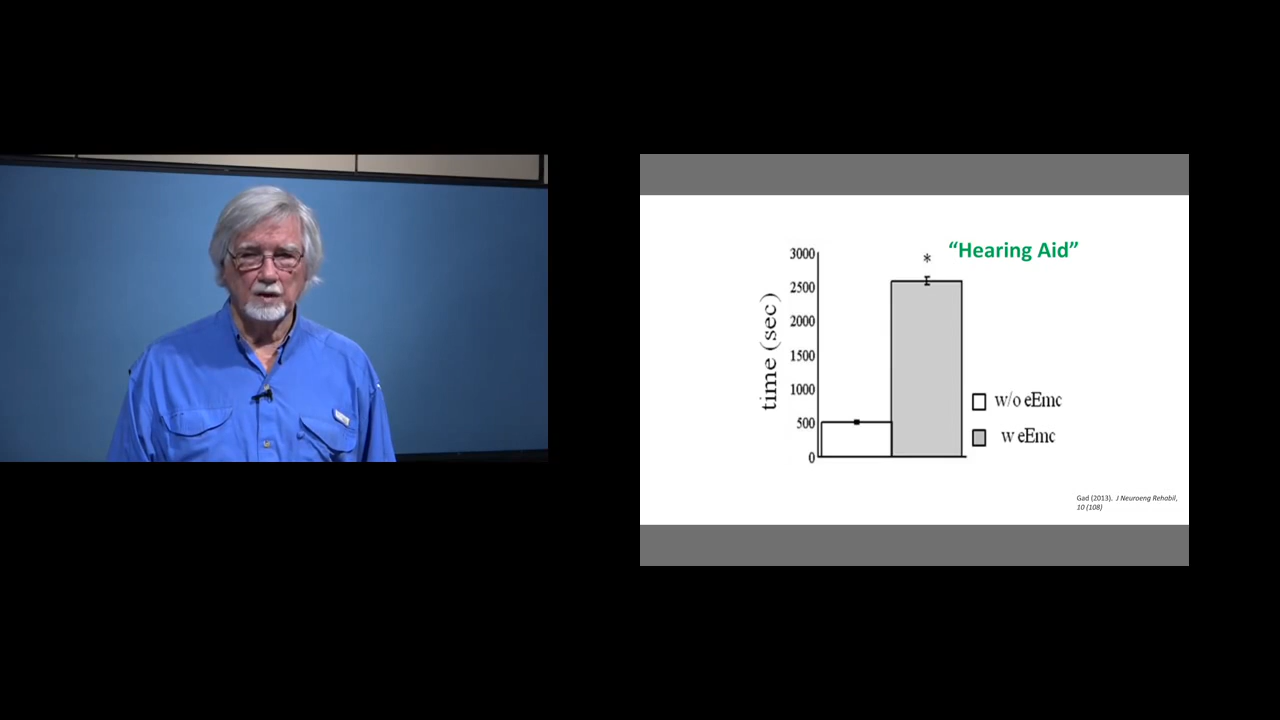 “Hearing Aid”
*
3000
2500
2000
1500
1000
500
0
time (sec)
w/o eEmc
w eEmc
Gad (2013). J Neuroeng Rehabil,
10 (108)